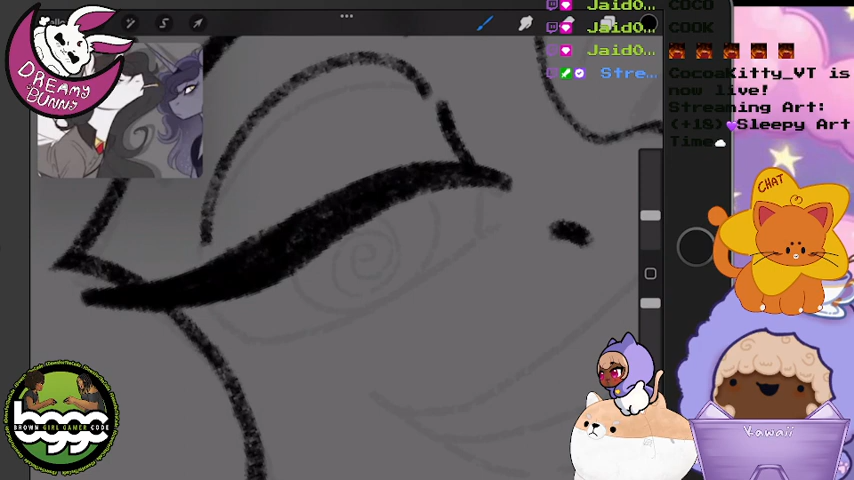 JaidO...
JaidO...
JaidO...
Stre...
COCO
COOK
CocoaKitty_VT is
now live!
Streaming Art:
(+18)💜Sleepy Art
Time☁
DREAMY
BUNNY
CHAT
Kawaii
bggc
BROWN GIRL GAMER CODE